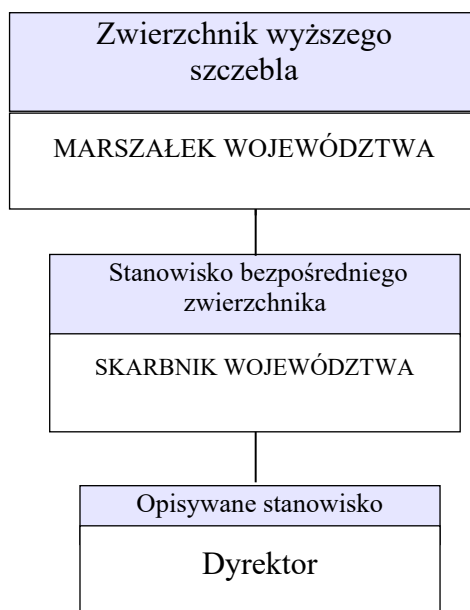 Zwierzchnik wyższego
szczebla
MARSZAŁEK WOJEWÓDZTWA
Stanowisko bezpośredniego
zwierzchnika
SKARBNIK WOJEWÓDZTWA
Opisywane stanowisko
Dyrektor